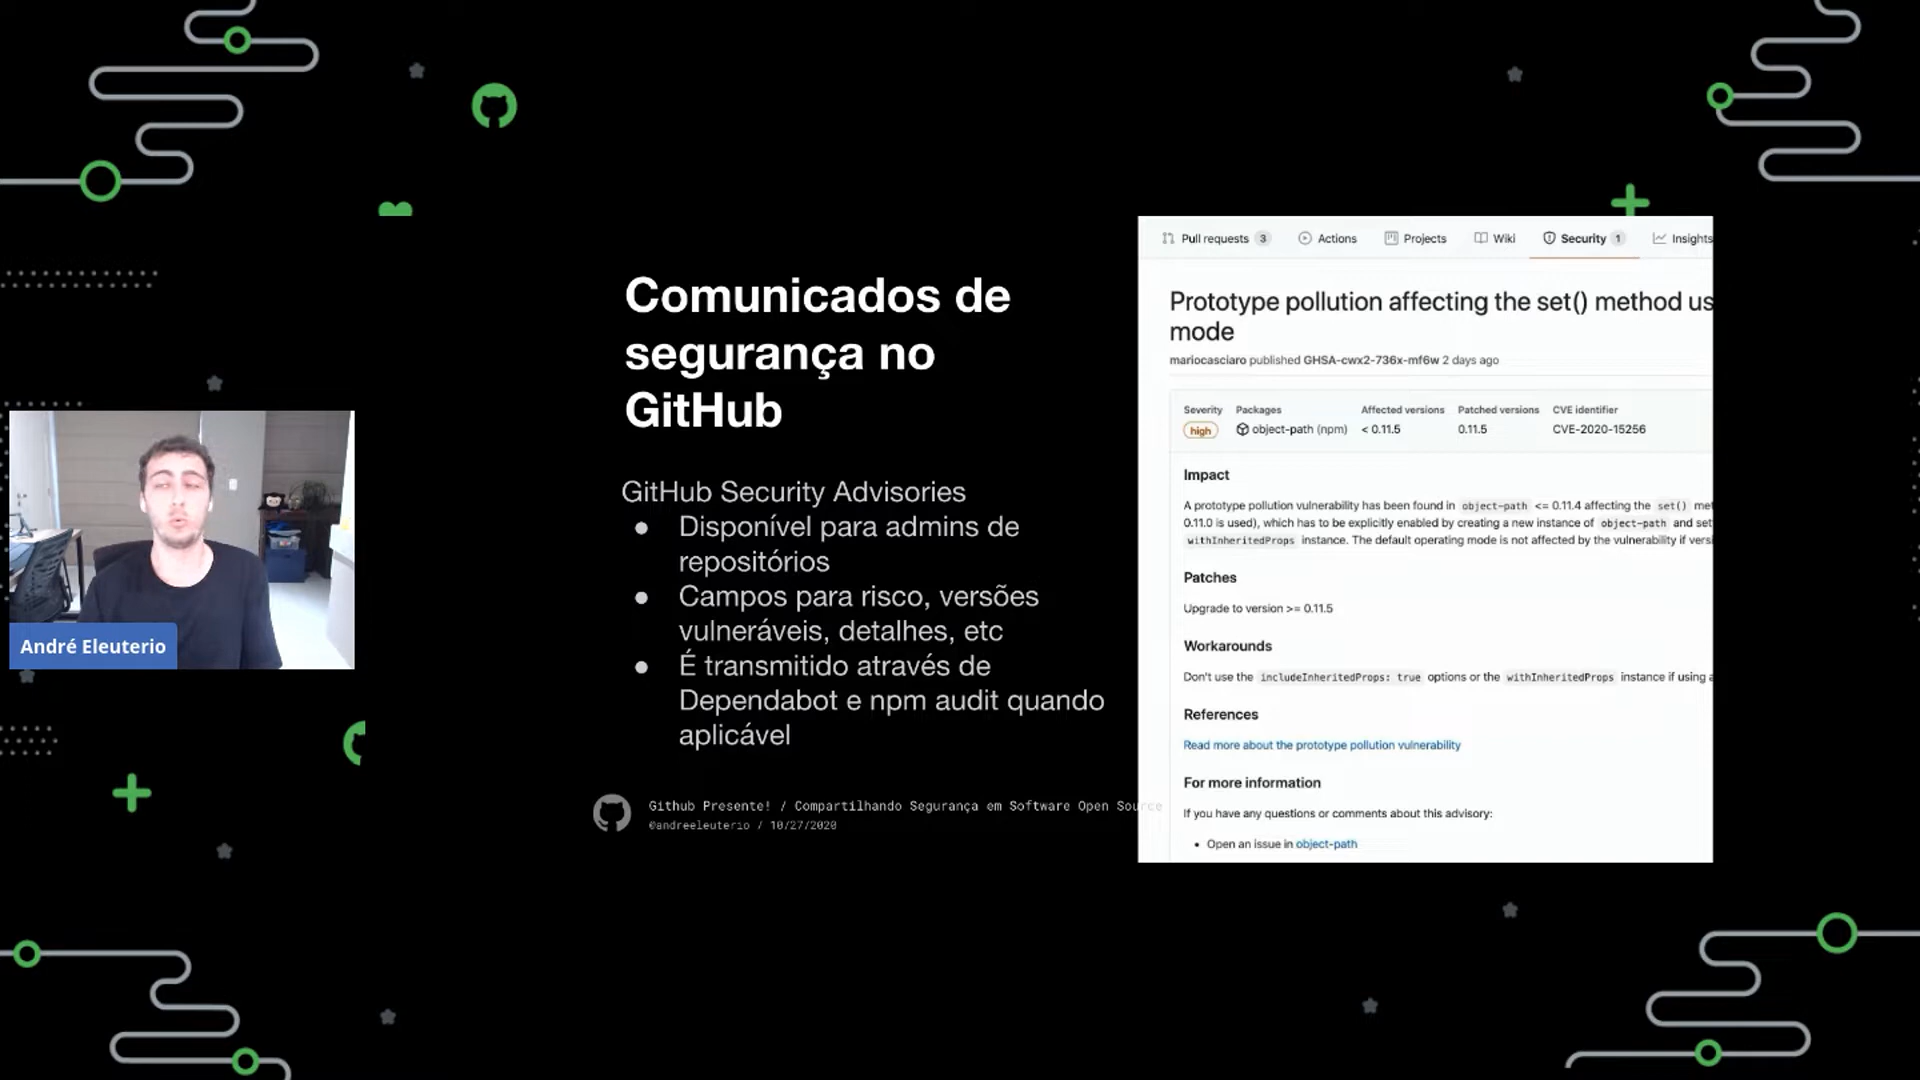 Comunicados de
segurança no
GitHub
GitHub Security Advisories
● Disponível para admins de
repositórios
● Campos para risco, versões
vulneráveis, detalhes, etc
● É transmitido através de
Dependabot e npm audit quando
aplicável
Github Presente! / Compartilhando Segurança em Software Open Source
@andreeleuterio / 10/27/2020
André Eleuterio
Pull requests 3 Actions Projects Wiki Security 1 Insights
Prototype pollution affecting the set() method us
mode
mariocasciaro published GHSA-cwx2-736x-mf6w 2 days ago
Severity Packages Affected versions Patched versions CVE identifier
high object-path (npm) < 0.11.5 0.11.5 CVE-2020-15256
Impact
A prototype pollution vulnerability has been found in object-path <= 0.11.4 affecting the set() met
0.11.0 is used), which has to be explicitly enabled by creating a new instance of object-path and set
withInheritedProps instance. The default operating mode is not affected by the vulnerability if versi
Patches
Upgrade to version >= 0.11.5
Workarounds
Don't use the includeInheritedProps: true options or the withInheritedProps instance if using a
References
Read more about the prototype pollution vulnerability
For more information
If you have any questions or comments about this advisory:
• Open an issue in object-path